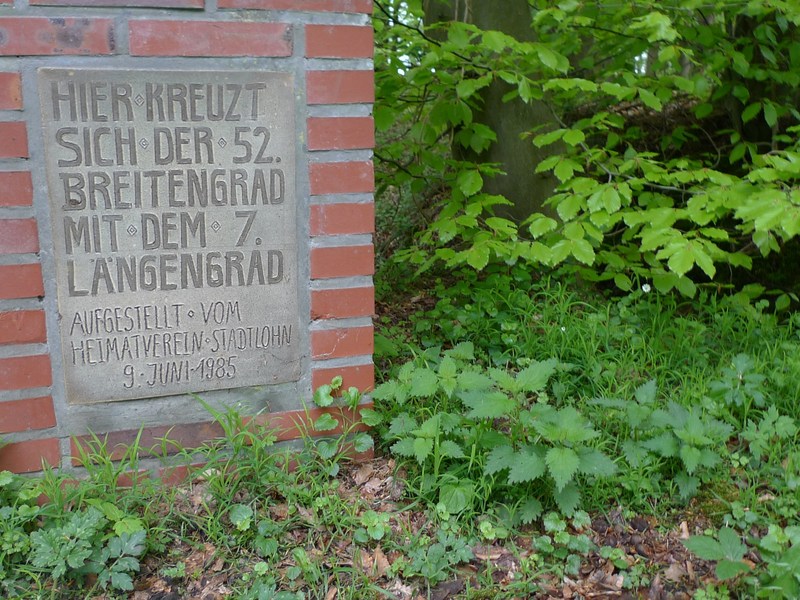 HIER KREUZT
SICH DER 52.
BREITENGRAD
MIT DEM 7.
LÄNGENGRAD
AUFGESTELLT VOM
HEIMATVEREIN STADTLOHN
9. JUNI 1985